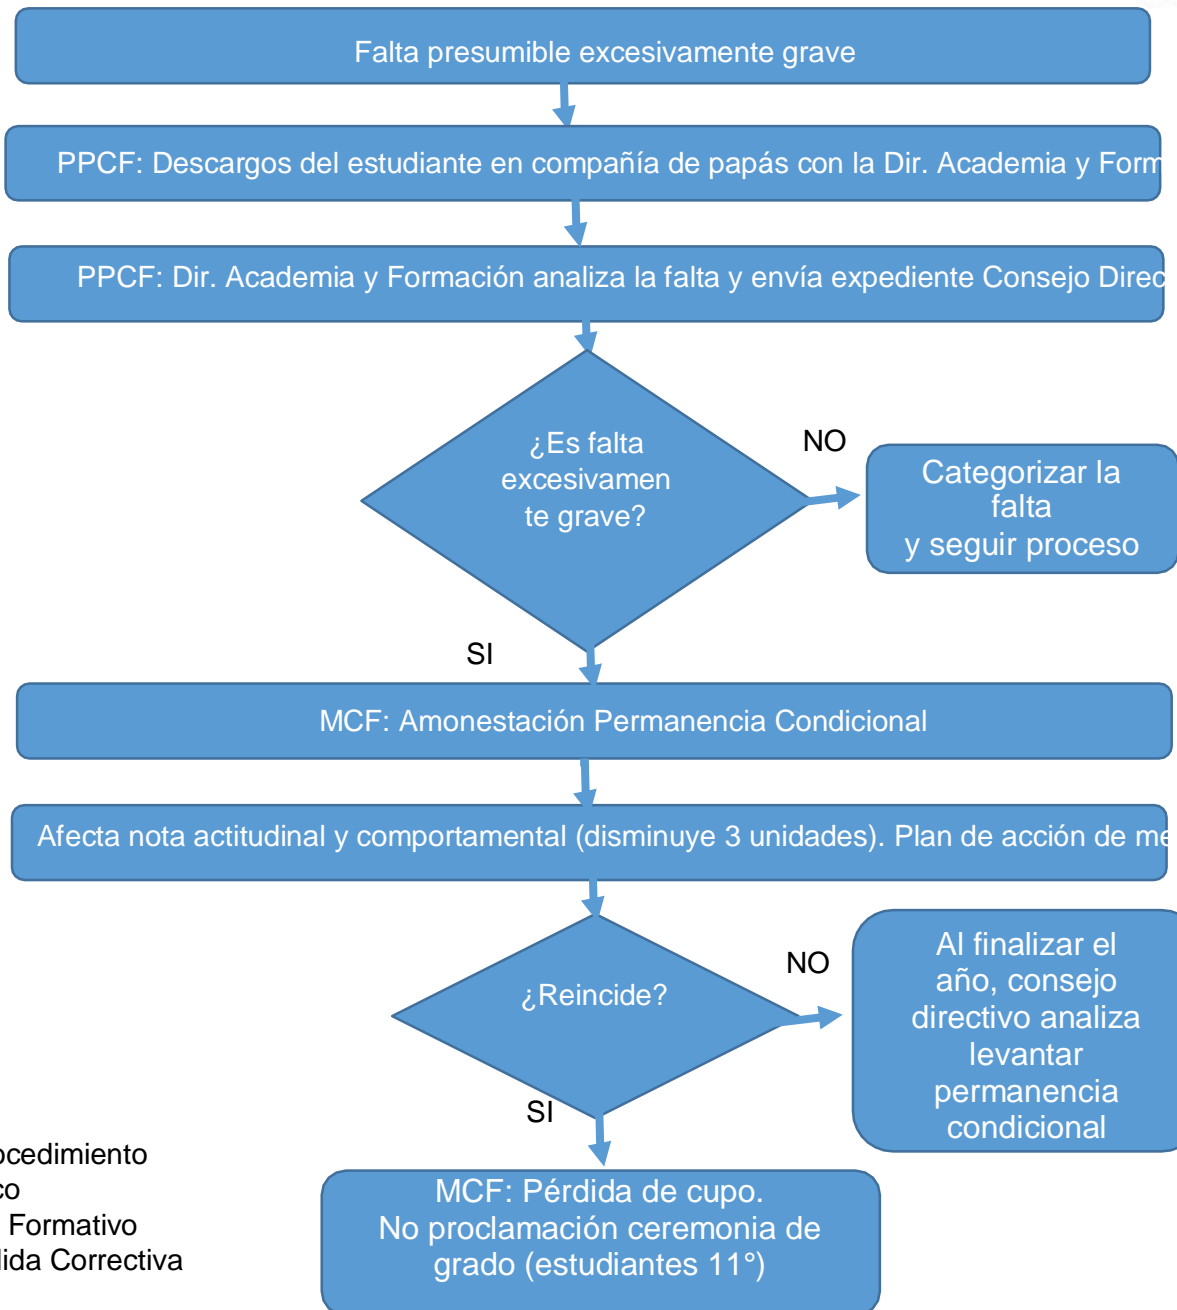 Falta presumible excesivamente grave
PPCF: Descargos del estudiante en compañía de papás con la Dir. Academia y Form
PPCF: Dir. Academia y Formación analiza la falta y envía expediente Consejo Direc
¿Es falta
excesivamen
te grave?
NO
Categorizar la
falta
y seguir proceso
SI
MCF: Amonestación Permanencia Condicional
Afecta nota actitudinal y comportamental (disminuye 3 unidades). Plan de acción de me
¿Reincide?
NO
Al finalizar el
año, consejo
directivo analiza
levantar
permanencia
condicional
SI
MCF: Pérdida de cupo.
No proclamación ceremonia de
grado (estudiantes 11°)
ocedimiento
co
Formativo
dida Correctiva